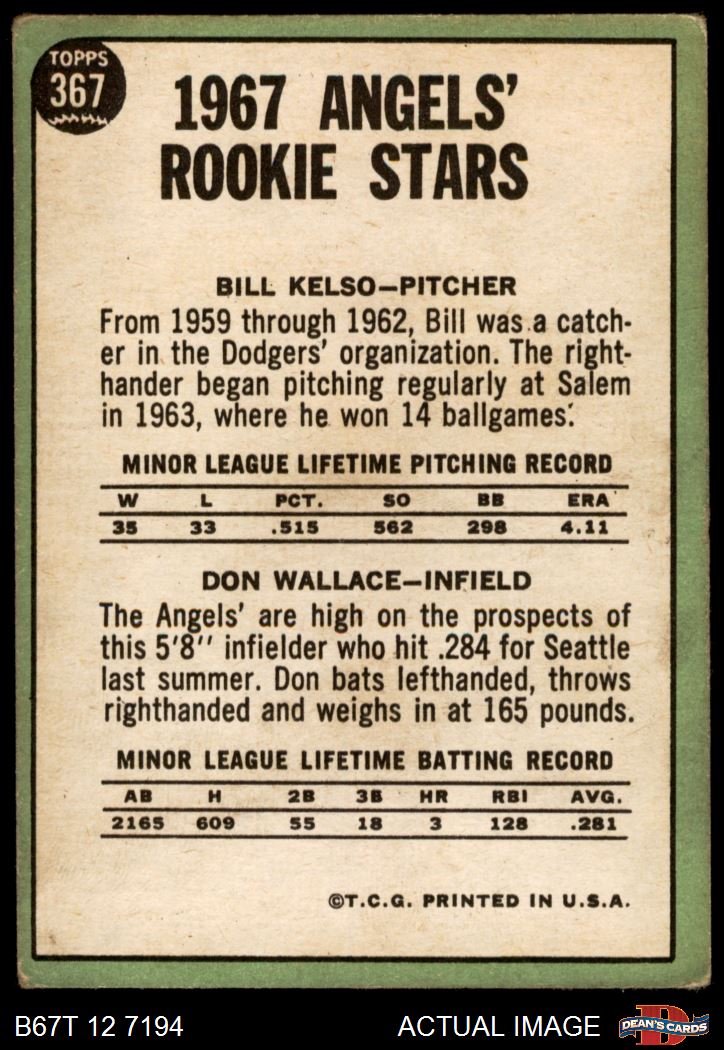 TOPPS
367
1967 ANGELS'
ROOKIE STARS
BILL KELSO—PITCHER
From 1959 through 1962, Bill was a catch-
er in the Dodgers' organization. The right-
hander began pitching regularly at Salem
in 1963, where he won 14 ballgames.
MINOR LEAGUE LIFETIME PITCHING RECORD
W L PCT. SO BB ERA
35 33 .515 562 298 4.11
DON WALLACE—INFIELD
The Angels' are high on the prospects of
this 5'8'' infielder who hit .284 for Seattle
last summer. Don bats lefthanded, throws
righthanded and weighs in at 165 pounds.
MINOR LEAGUE LIFETIME BATTING RECORD
AB H 2B 3B HR RBI AVG.
2165 609 55 18 3 128 .281
©T.C.G. PRINTED IN U.S.A.
B67T 12 7194 ACTUAL IMAGE D DEAN'S CARDS